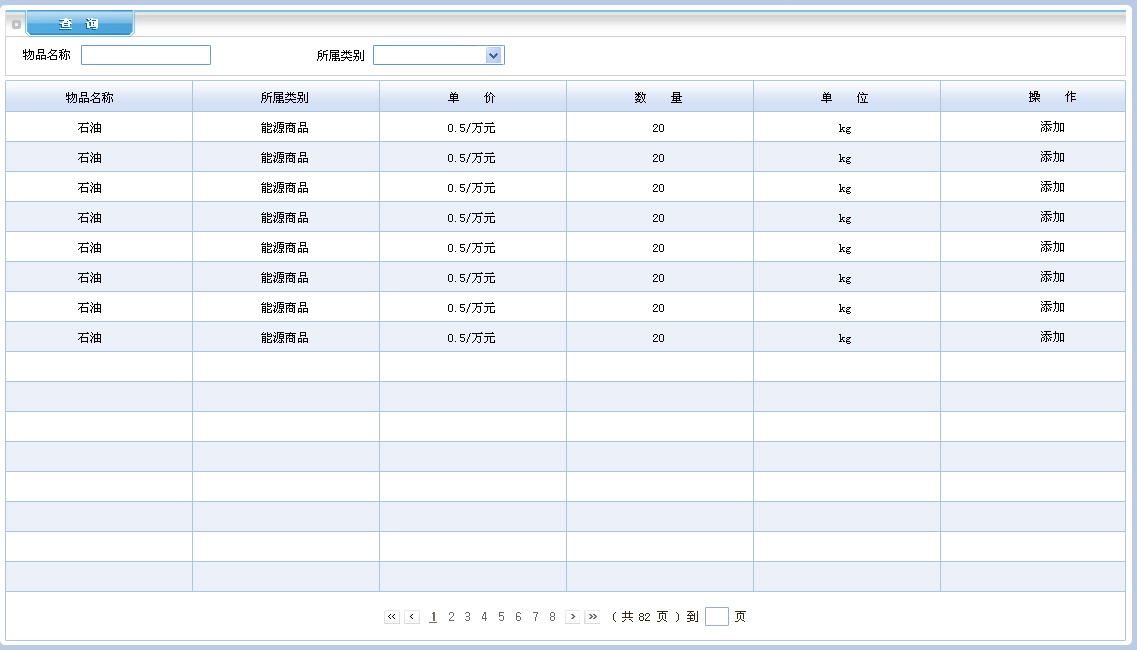 查 询
物品名称 所属类别
物品名称 所属类别 单 价 数 量 单 位 操 作
石油 能源商品 0.5/万元 20 kg 添加
石油 能源商品 0.5/万元 20 kg 添加
石油 能源商品 0.5/万元 20 kg 添加
石油 能源商品 0.5/万元 20 kg 添加
石油 能源商品 0.5/万元 20 kg 添加
石油 能源商品 0.5/万元 20 kg 添加
石油 能源商品 0.5/万元 20 kg 添加
石油 能源商品 0.5/万元 20 kg 添加
« ‹ 1 2 3 4 5 6 7 8 › » ( 共 82 页 ) 到 页